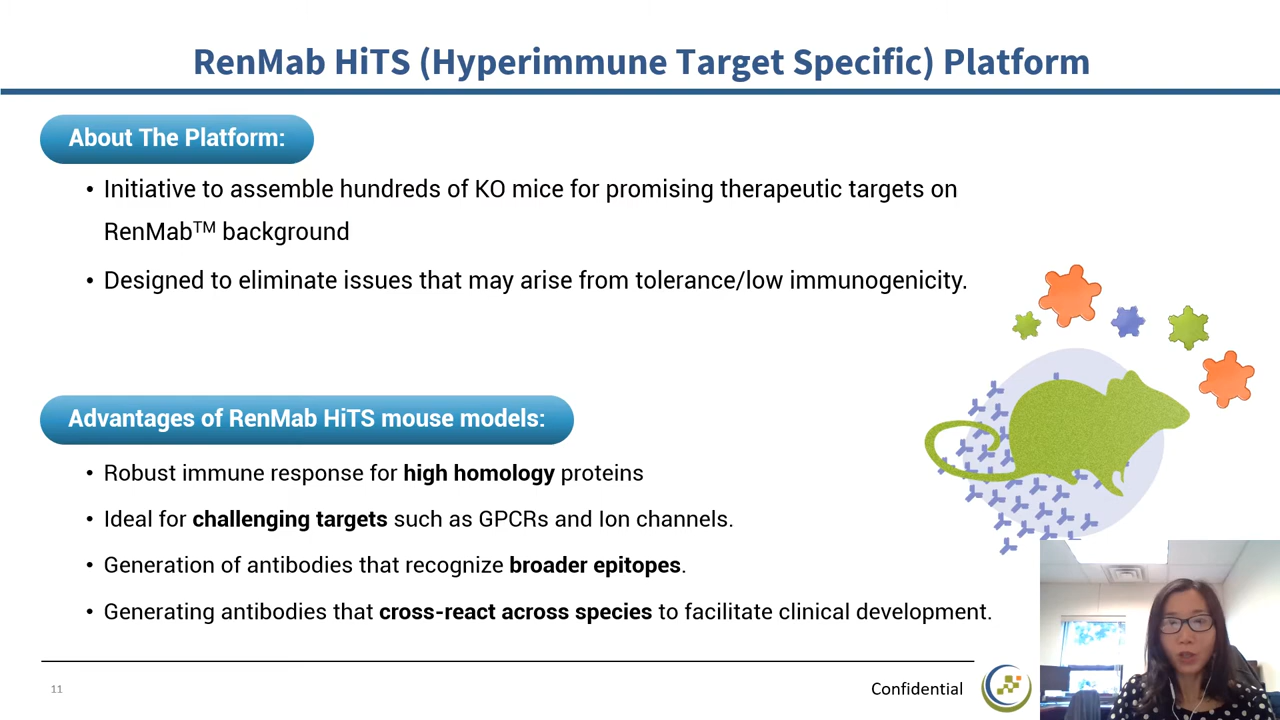 RenMab HiTS (Hyperimmune Target Specific) Platform
About The Platform:
• Initiative to assemble hundreds of KO mice for promising therapeutic targets on
RenMab™ background
• Designed to eliminate issues that may arise from tolerance/low immunogenicity.
Advantages of RenMab HiTS mouse models:
• Robust immune response for high homology proteins
• Ideal for challenging targets such as GPCRs and Ion channels.
• Generation of antibodies that recognize broader epitopes.
• Generating antibodies that cross-react across species to facilitate clinical development.
11
Confidential